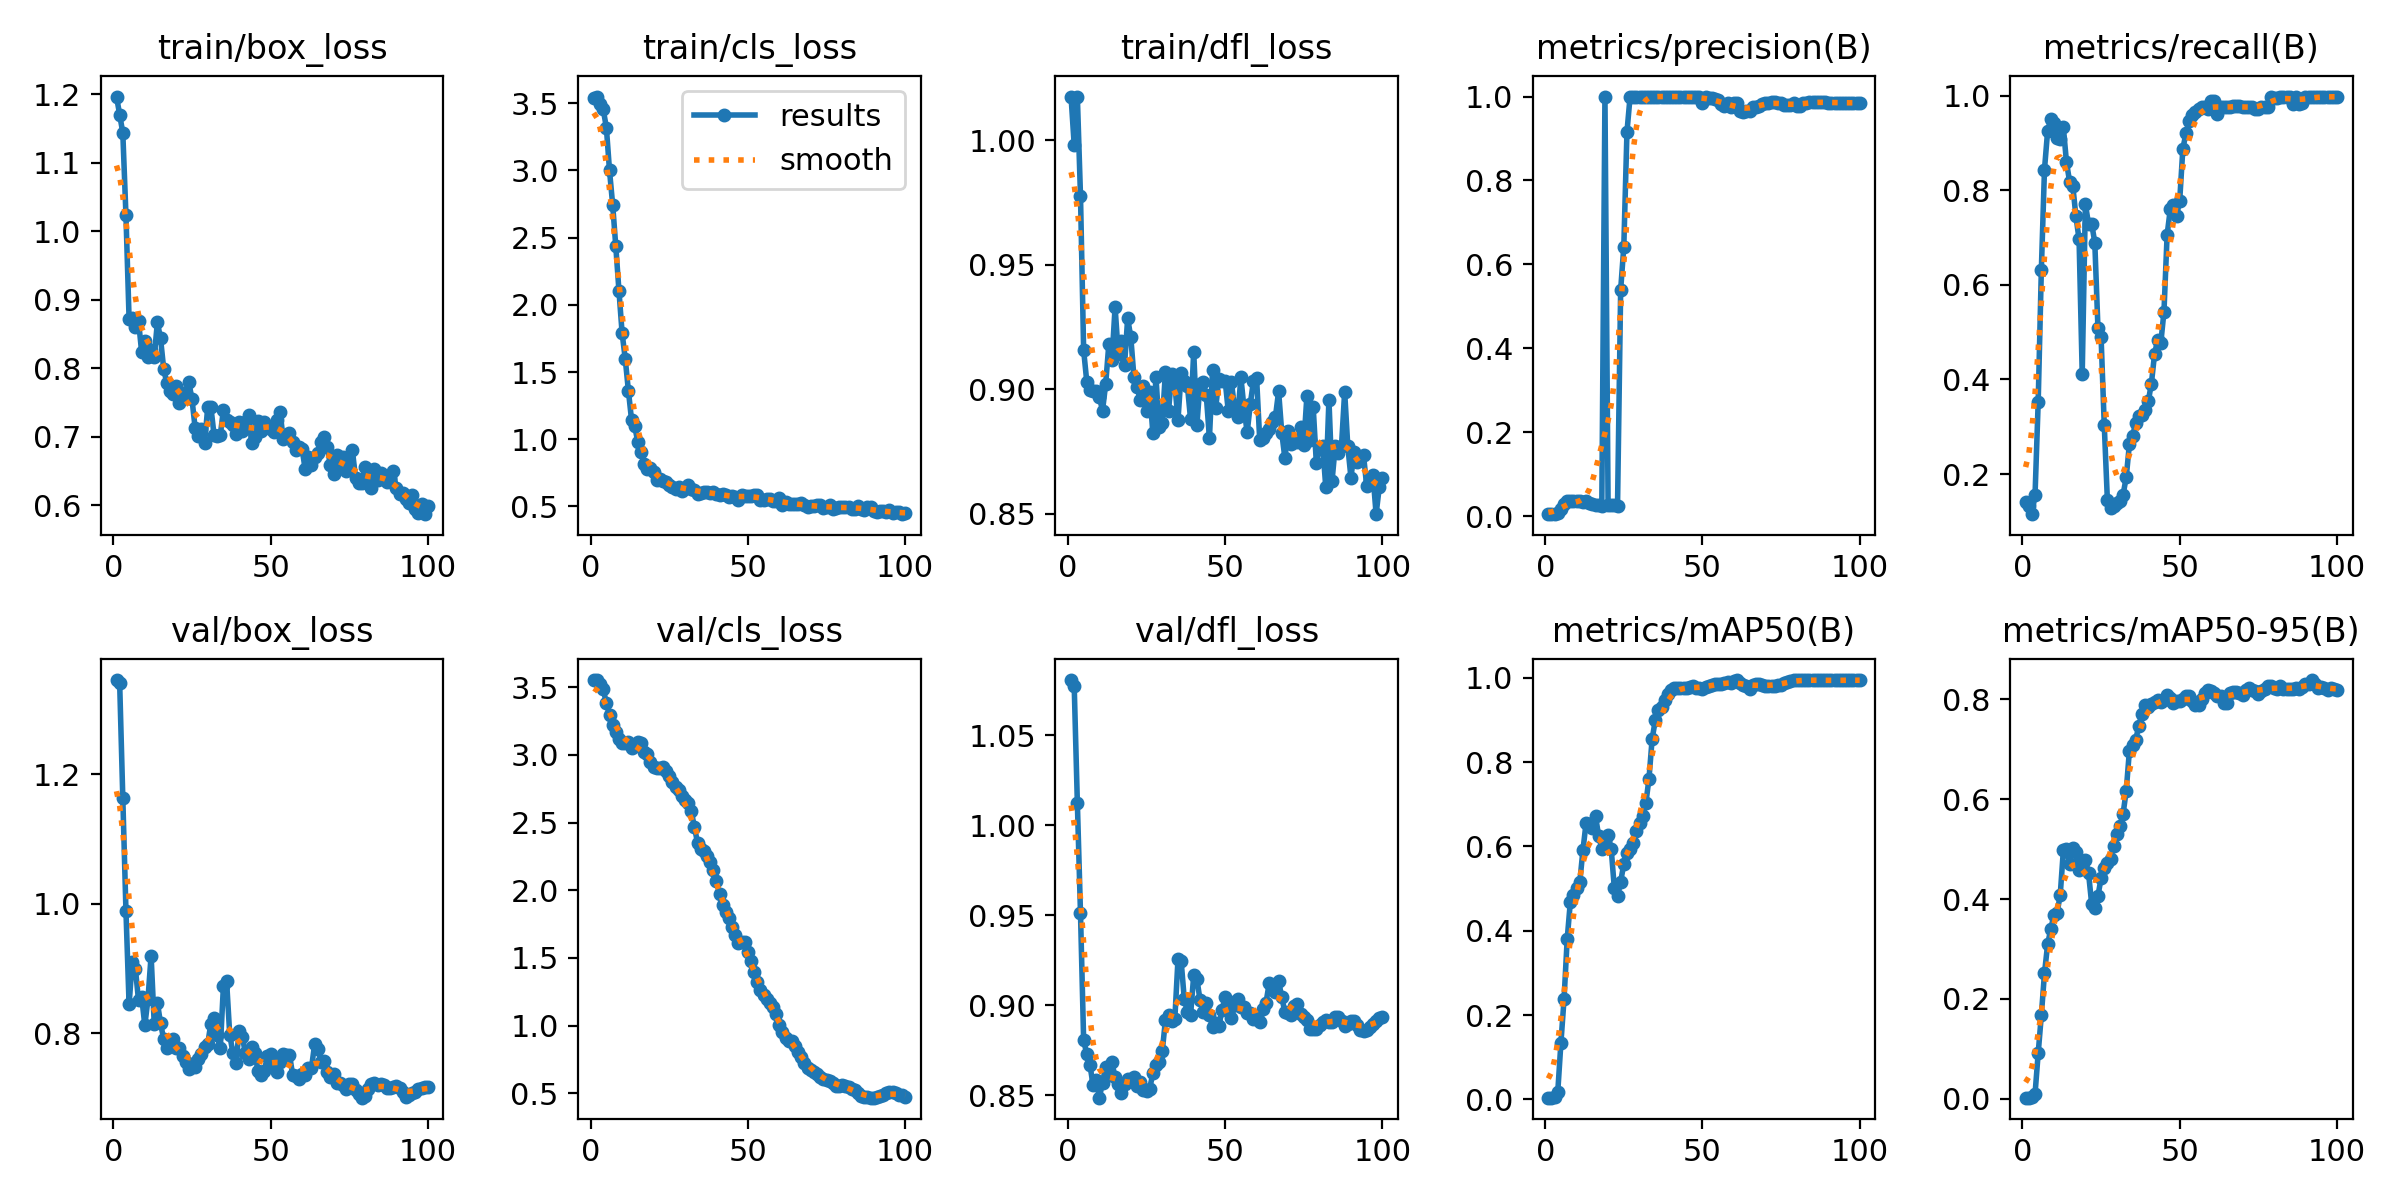 train/box_loss
1.2
1.1
1.0
0.9
0.8
0.7
0.6
0 50 100
train/cls_loss
results
smooth
3.5
3.0
2.5
2.0
1.5
1.0
0.5
0 50 100
train/dfl_loss
1.00
0.95
0.90
0.85
0 50 100
metrics/precision(B)
1.0
0.8
0.6
0.4
0.2
0.0
0 50 100
metrics/recall(B)
1.0
0.8
0.6
0.4
0.2
0 50 100
val/box_loss
1.2
1.0
0.8
0 50 100
val/cls_loss
3.5
3.0
2.5
2.0
1.5
1.0
0.5
0 50 100
val/dfl_loss
1.05
1.00
0.95
0.90
0.85
0 50 100
metrics/mAP50(B)
1.0
0.8
0.6
0.4
0.2
0.0
0 50 100
metrics/mAP50-95(B)
0.8
0.6
0.4
0.2
0.0
0 50 100